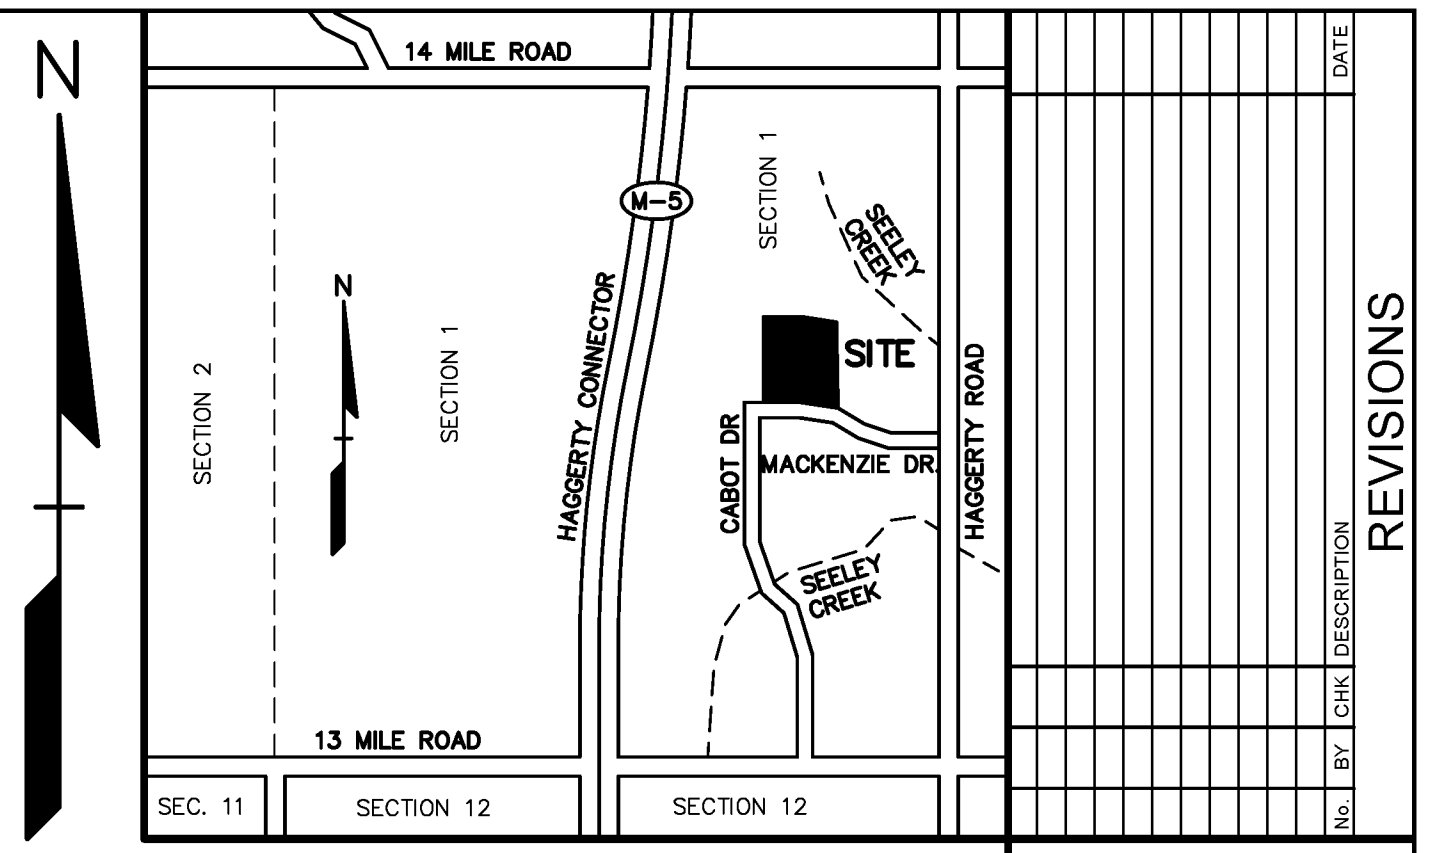 N
14 MILE ROAD
M-5
SECTION 1
SEELEY
CREEK
N
HAGGERTY CONNECTOR
SECTION 2
SECTION 1
SITE
CABOT DR
MACKENZIE DR.
HAGGERTY ROAD
SEELEY
CREEK
13 MILE ROAD
SEC. 11
SECTION 12
SECTION 12
No.
BY
CHK
DESCRIPTION
DATE
REVISIONS